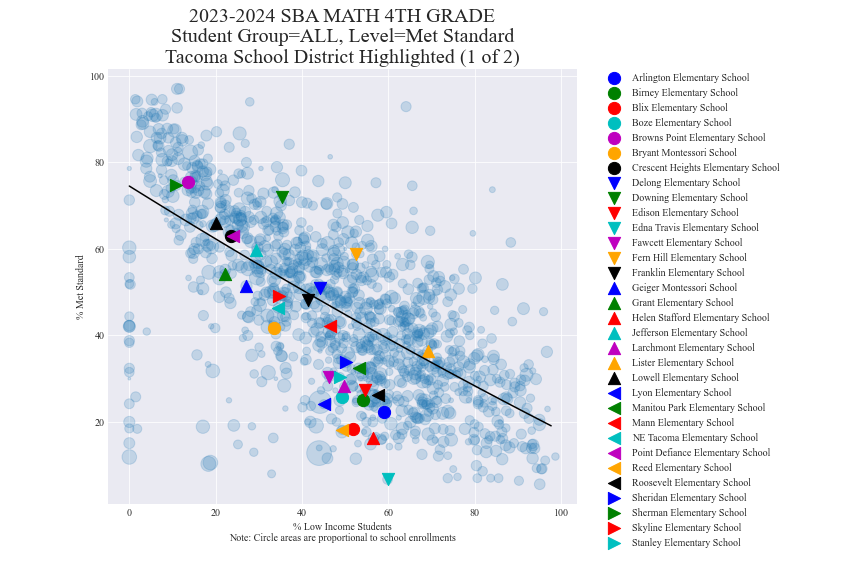 2023-2024 SBA MATH 4TH GRADE
Student Group=ALL, Level=Met Standard
Tacoma School District Highlighted (1 of 2)
100
80
60
40
20
% Met Standard
0
20
40
60
80
100
% Low Income Students
Note: Circle areas are proportional to school enrollments
Arlington Elementary School
Birney Elementary School
Blix Elementary School
Boze Elementary School
Browns Point Elementary School
Bryant Montessori School
Crescent Heights Elementary School
Delong Elementary School
Downing Elementary School
Edison Elementary School
Edna Travis Elementary School
Fawcett Elementary School
Fern Hill Elementary School
Franklin Elementary School
Geiger Montessori School
Grant Elementary School
Helen Stafford Elementary School
Jefferson Elementary School
Larchmont Elementary School
Lister Elementary School
Lowell Elementary School
Lyon Elementary School
Manitou Park Elementary School
Mann Elementary School
NE Tacoma Elementary School
Point Defiance Elementary School
Reed Elementary School
Roosevelt Elementary School
Sheridan Elementary School
Sherman Elementary School
Skyline Elementary School
Stanley Elementary School